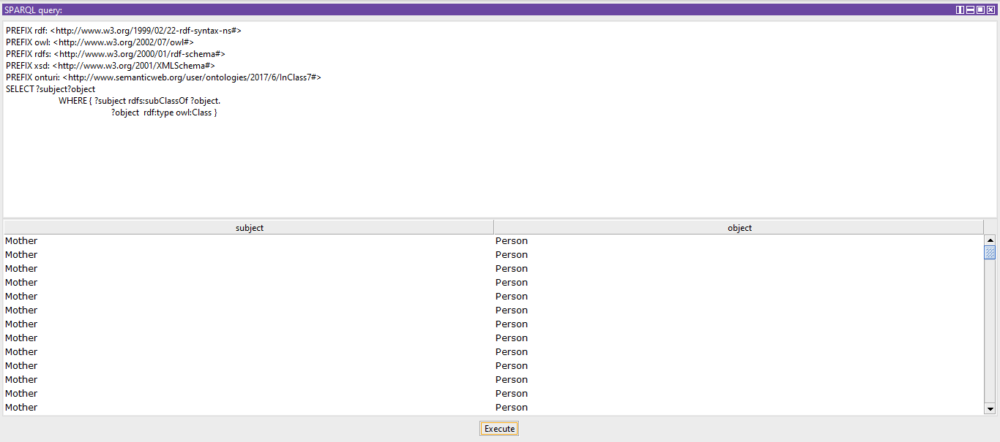 SPARQL query:
PREFIX rdf: <http://www.w3.org/1999/02/22-rdf-syntax-ns#>
PREFIX owl: <http://www.w3.org/2002/07/owl#>
PREFIX rdfs: <http://www.w3.org/2000/01/rdf-schema#>
PREFIX xsd: <http://www.w3.org/2001/XMLSchema#>
PREFIX onturi: <http://www.semanticweb.org/user/ontologies/2017/6/InClass7#>
SELECT ?subject?object
WHERE { ?subject rdfs:subClassOf ?object.
?object  rdf:type owl:Class }
subject object
Mother Person
Mother Person
Mother Person
Mother Person
Mother Person
Mother Person
Mother Person
Mother Person
Mother Person
Mother Person
Mother Person
Mother Person
Mother Person
Execute